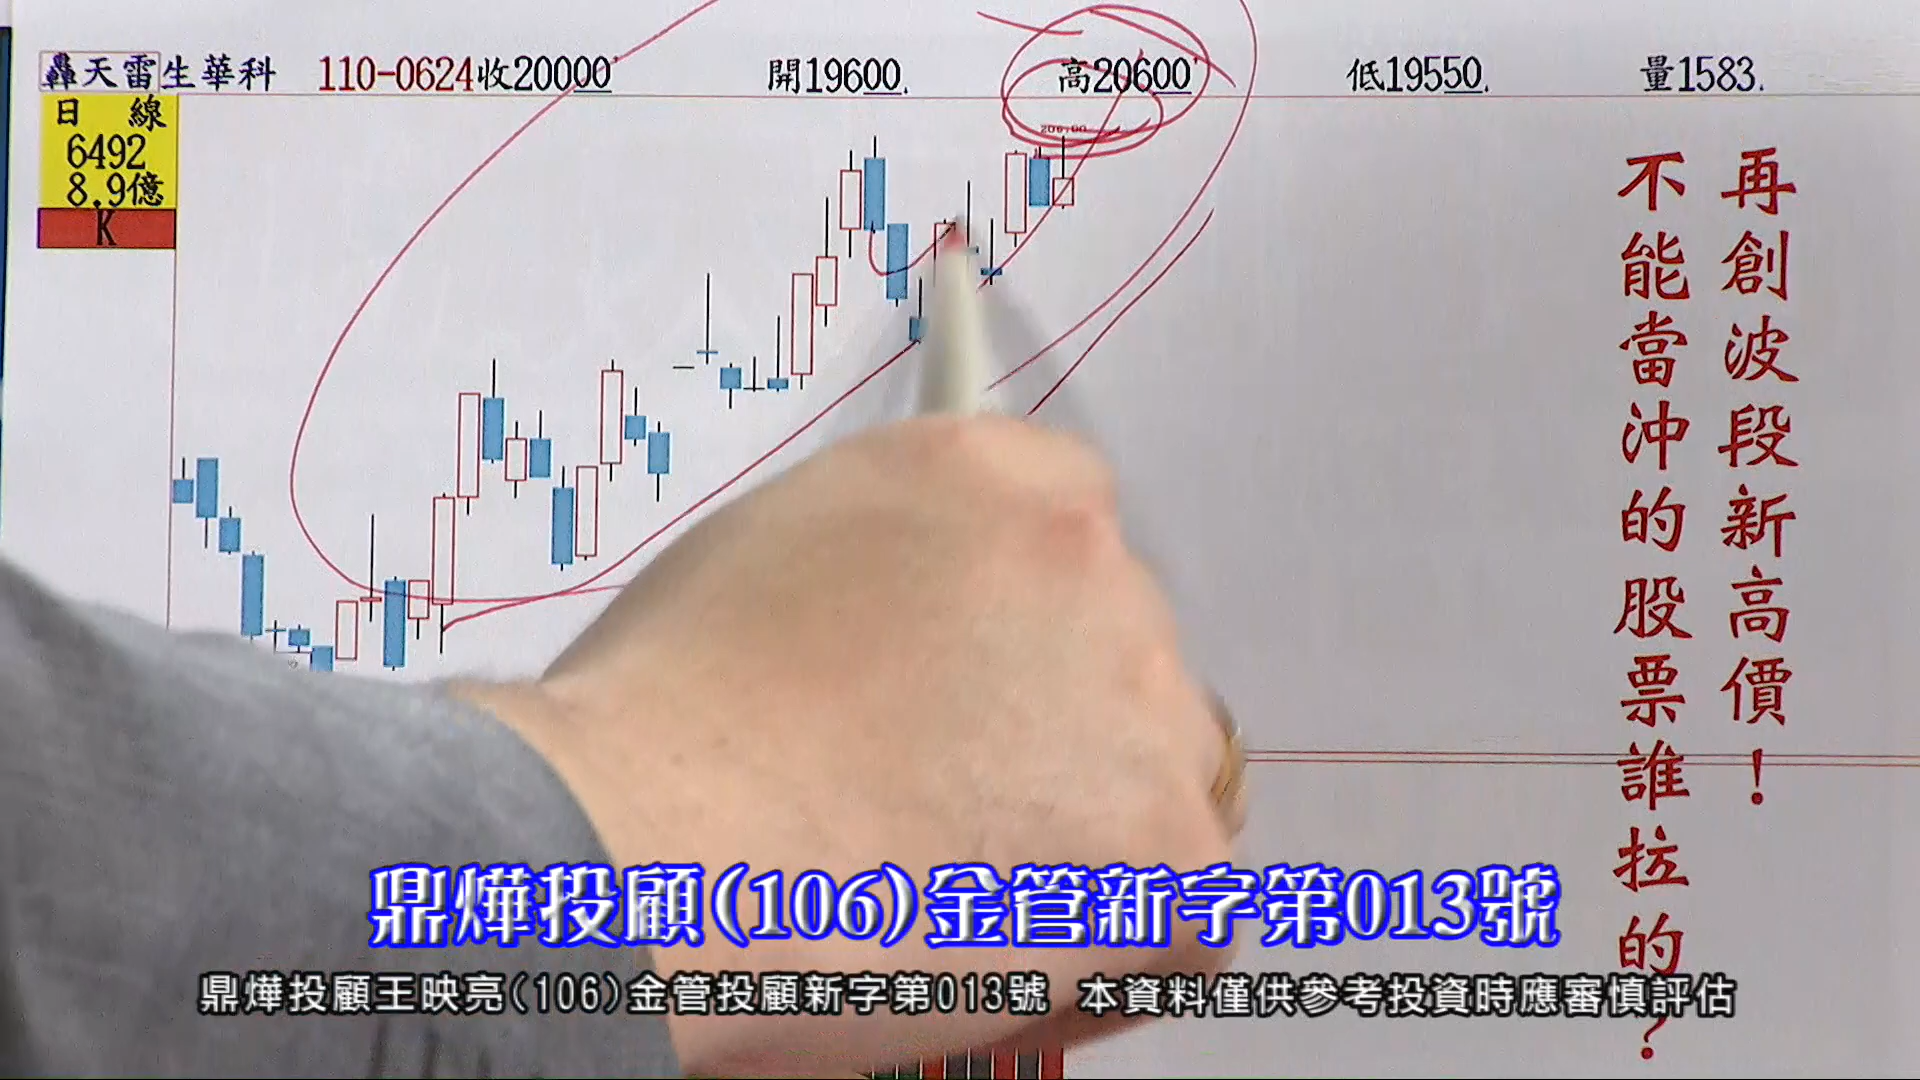 轟天雷生華科 110-0624收20000 開19600. 高20600 低19550. 量1583.
日 線
6492
8.9億
K
206.00
再創波段新高價！
不能當沖的股票誰拉的？
鼎燁投顧(106)金管新字第013號
鼎燁投顧王映亮(106)金管投顧新字第013號 本資料僅供參考投資時應審慎評估